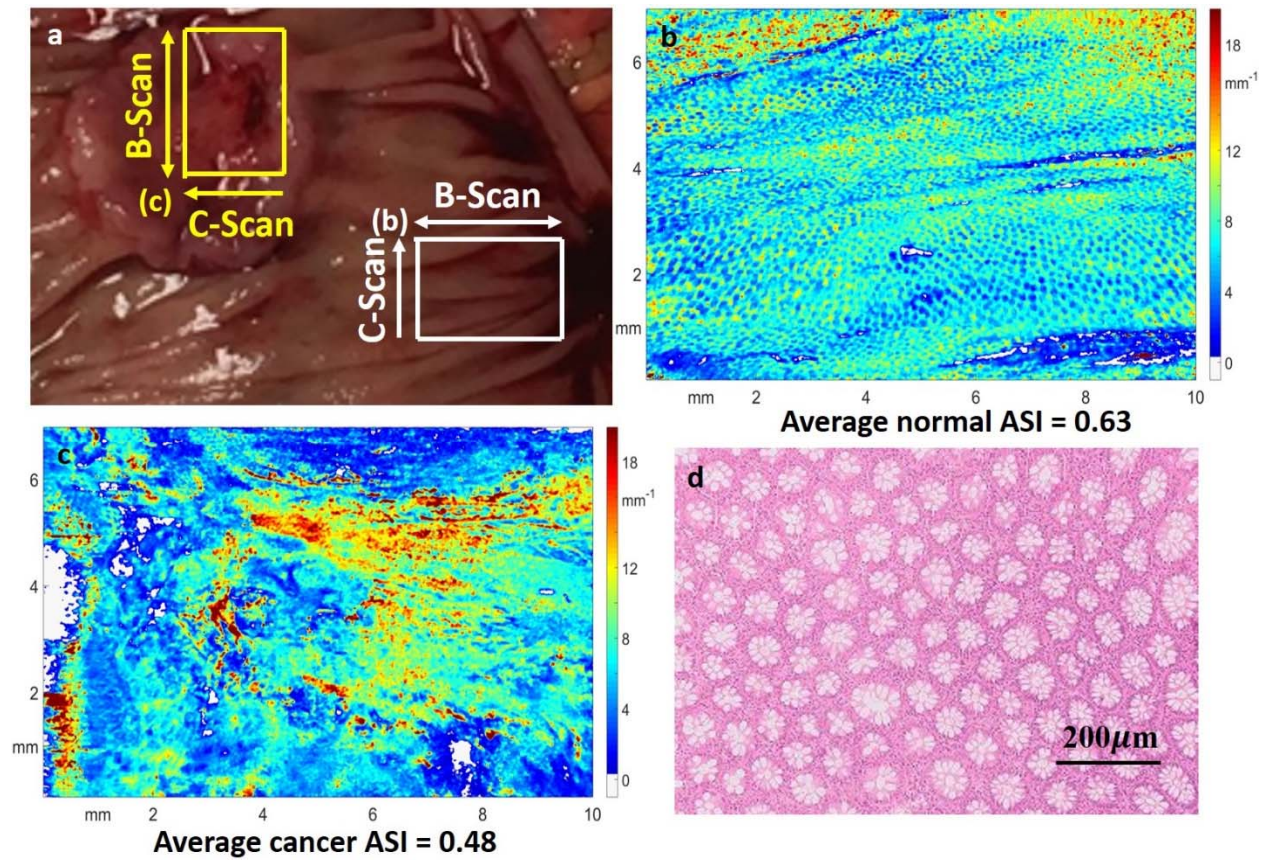 a
B-Scan
(c)
C-Scan
B-Scan
(b)
C-Scan
b
6
4
2
mm
mm 2 4 6 8 10
18
mm-1
12
8
4
0
Average normal ASI = 0.63
c
6
4
2
mm
mm 2 4 6 8 10
18
mm-1
12
8
4
0
Average cancer ASI = 0.48
d
200μm